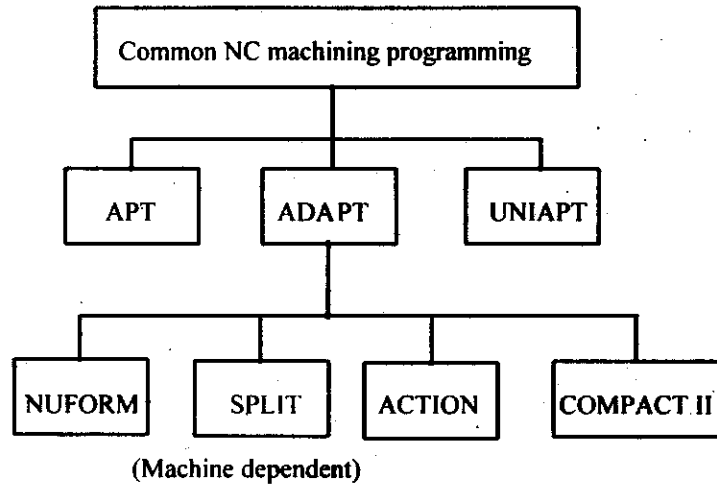 Common NC machining programming
APT
ADAPT
UNIAPT
NUFORM
SPLIT
ACTION
COMPACT II
(Machine dependent)